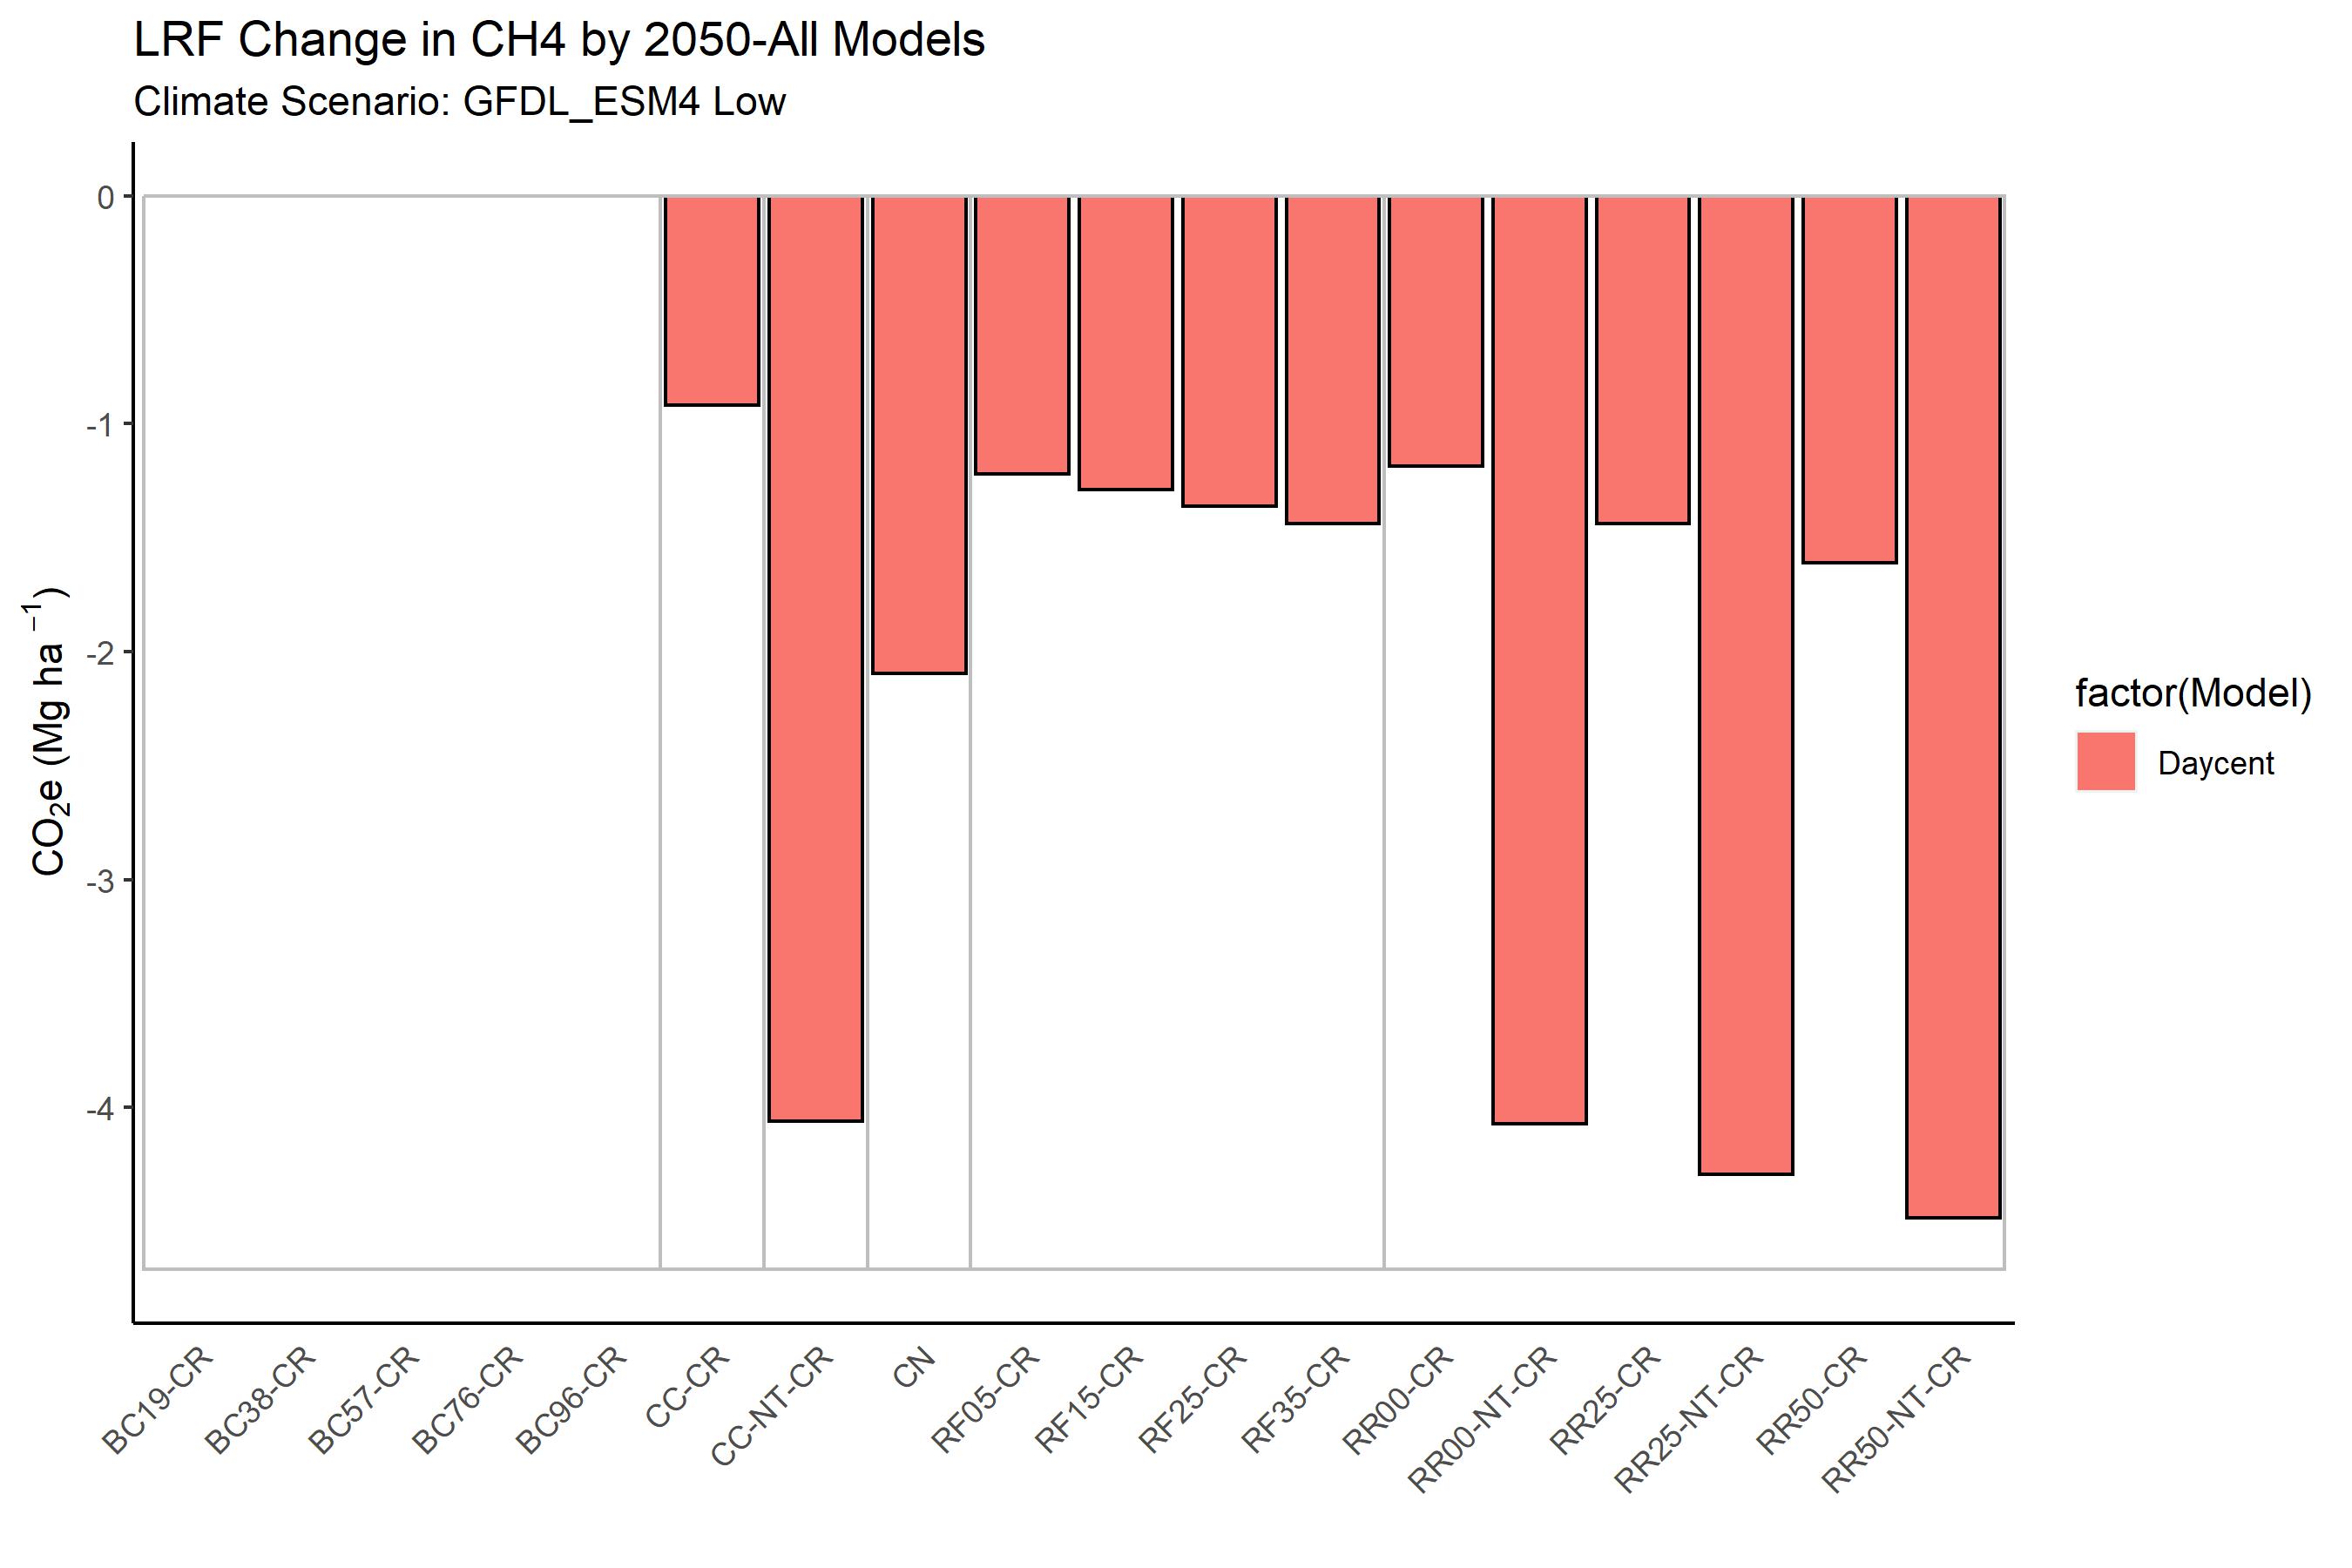 LRF Change in CH4 by 2050-All Models
Climate Scenario: GFDL_ESM4 Low
0
-1
-2
-3
-4
CO₂e (Mg ha ⁻¹)
BC19-CR
BC38-CR
BC57-CR
BC76-CR
BC96-CR
CC-CR
CC-NT-CR
CN
RF05-CR
RF15-CR
RF25-CR
RF35-CR
RR00-CR
RR00-NT-CR
RR25-CR
RR25-NT-CR
RR50-CR
RR50-NT-CR
factor(Model)
Daycent